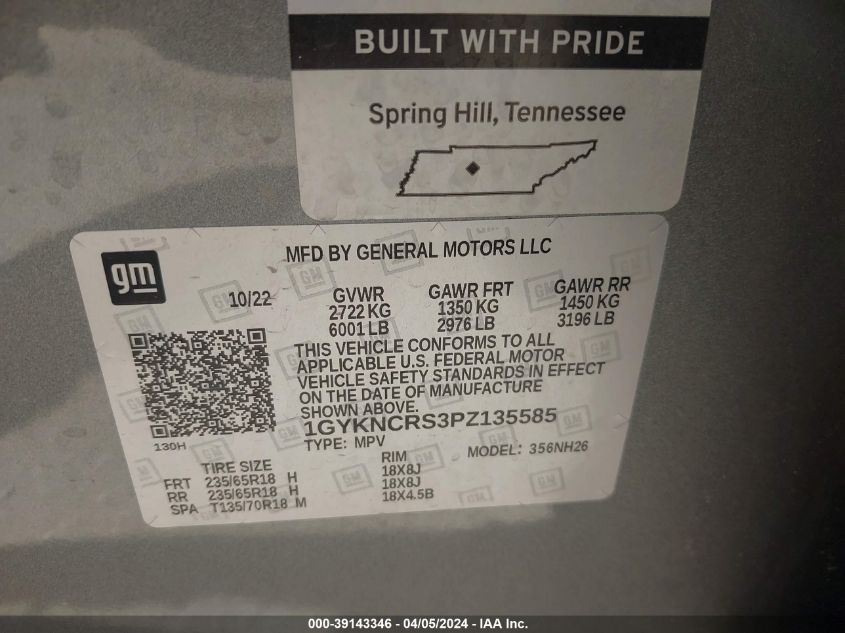 BUILT WITH PRIDE
Spring Hill, Tennessee
gm
MFD BY GENERAL MOTORS LLC
10/22 GVWR GAWR FRT GAWR RR
2722 KG 1350 KG 1450 KG
6001 LB 2976 LB 3196 LB
THIS VEHICLE CONFORMS TO ALL
APPLICABLE U.S. FEDERAL MOTOR
VEHICLE SAFETY STANDARDS IN EFFECT
ON THE DATE OF MANUFACTURE
SHOWN ABOVE.
1GYKNCRS3PZ135585
130H TYPE: MPV MODEL: 356NH26
TIRE SIZE RIM
FRT 235/65R18 H 18X8J
RR 235/65R18 H 18X8J
SPA T135/70R18 M 18X4.5B
000-39143346 - 04/05/2024 - IAA Inc.